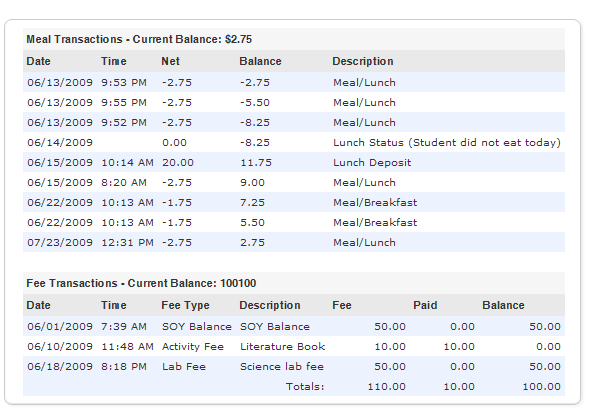 Meal Transactions - Current Balance: $2.75
Date Time Net Balance Description
06/13/2009 9:53 PM -2.75 -2.75 Meal/Lunch
06/13/2009 9:55 PM -2.75 -5.50 Meal/Lunch
06/13/2009 9:52 PM -2.75 -8.25 Meal/Lunch
06/14/2009 0.00 -8.25 Lunch Status (Student did not eat today)
06/15/2009 10:14 AM 20.00 11.75 Lunch Deposit
06/15/2009 8:20 AM -2.75 9.00 Meal/Lunch
06/22/2009 10:13 AM -1.75 7.25 Meal/Breakfast
06/22/2009 10:13 AM -1.75 5.50 Meal/Breakfast
07/23/2009 12:31 PM -2.75 2.75 Meal/Lunch
Fee Transactions - Current Balance: 100100
Date Time Fee Type Description Fee Paid Balance
06/01/2009 7:39 AM SOY Balance SOY Balance 50.00 0.00 50.00
06/10/2009 11:48 AM Activity Fee Literature Book 10.00 10.00 0.00
06/18/2009 8:18 PM Lab Fee Science lab fee 50.00 0.00 50.00
Totals: 110.00 10.00 100.00